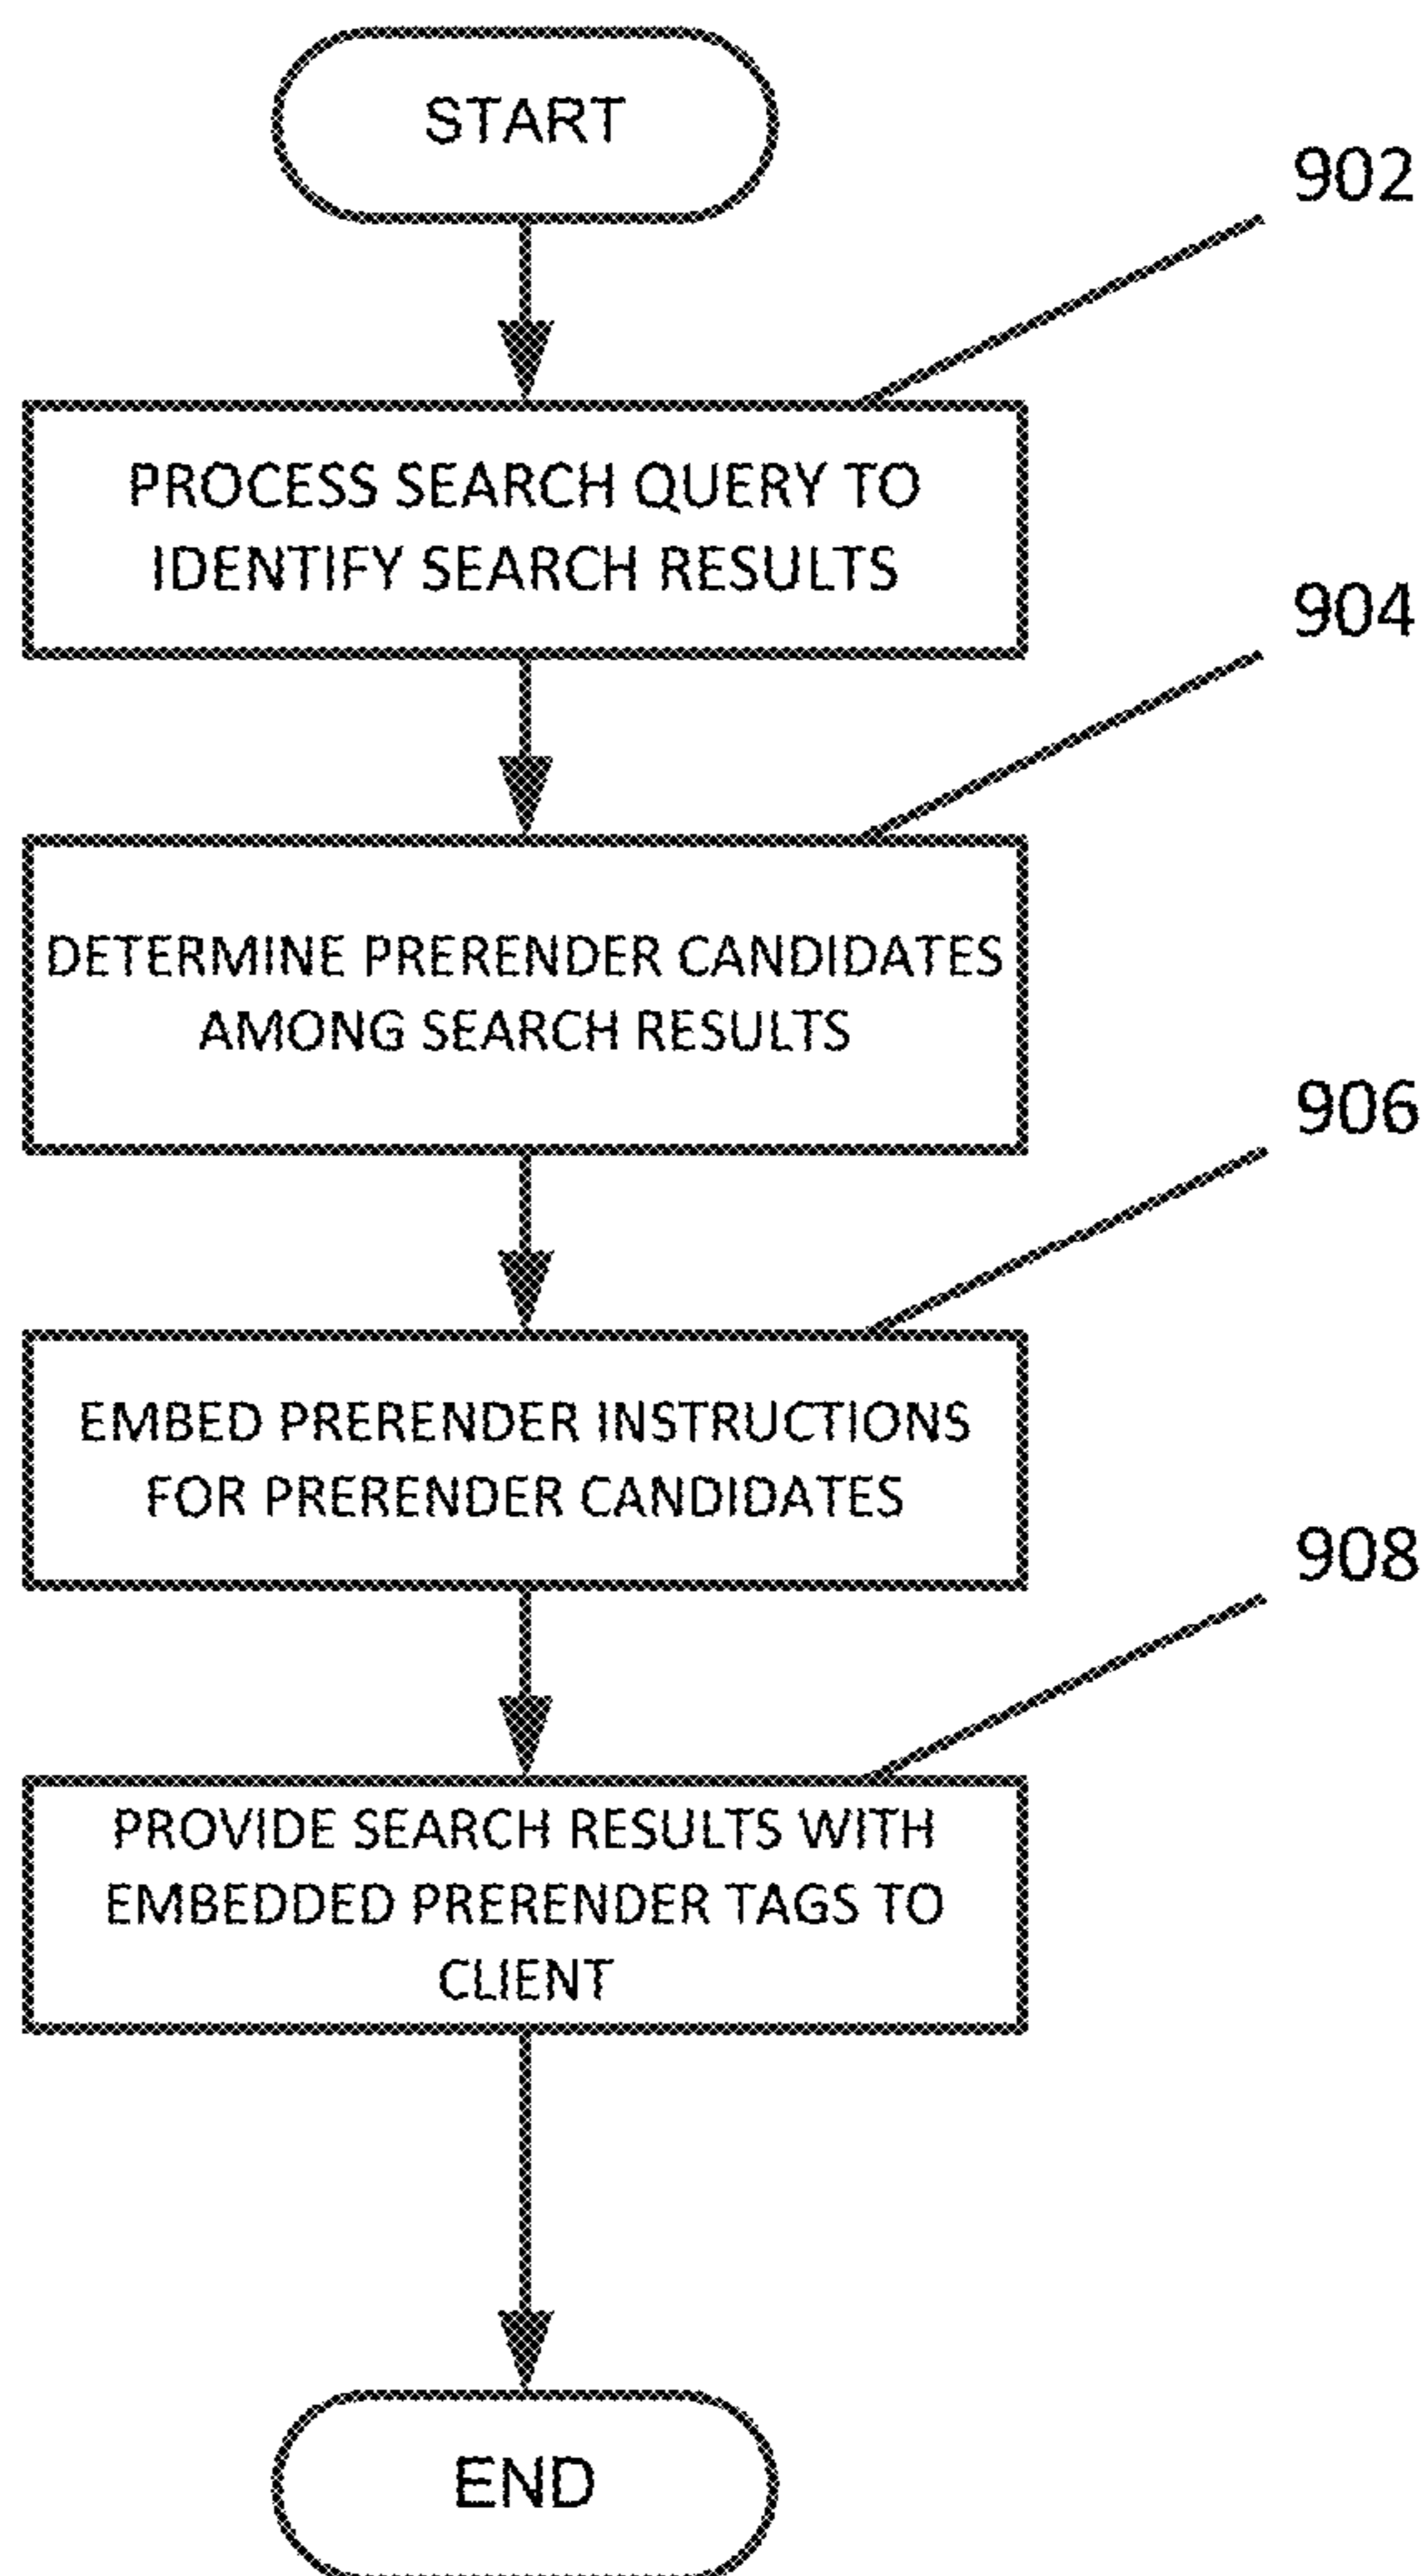 START
902
PROCESS SEARCH QUERY TO
IDENTIFY SEARCH RESULTS
904
DETERMINE PRERENDER CANDIDATES
AMONG SEARCH RESULTS
906
EMBED PRERENDER INSTRUCTIONS
FOR PRERENDER CANDIDATES
908
PROVIDE SEARCH RESULTS WITH
EMBEDDED PRERENDER TAGS TO
CLIENT
END